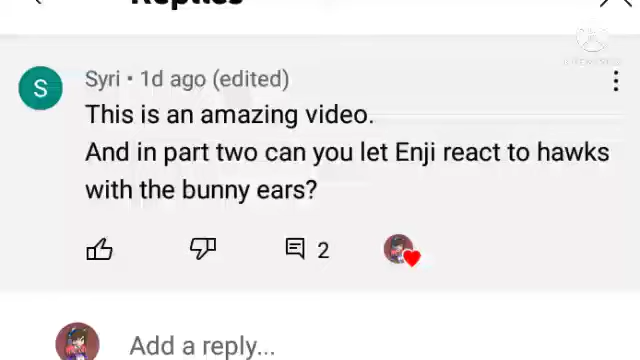 Replies
S
Syri • 1d ago (edited)
This is an amazing video.
And in part two can you let Enji react to hawks
with the bunny ears?
2
Add a reply...